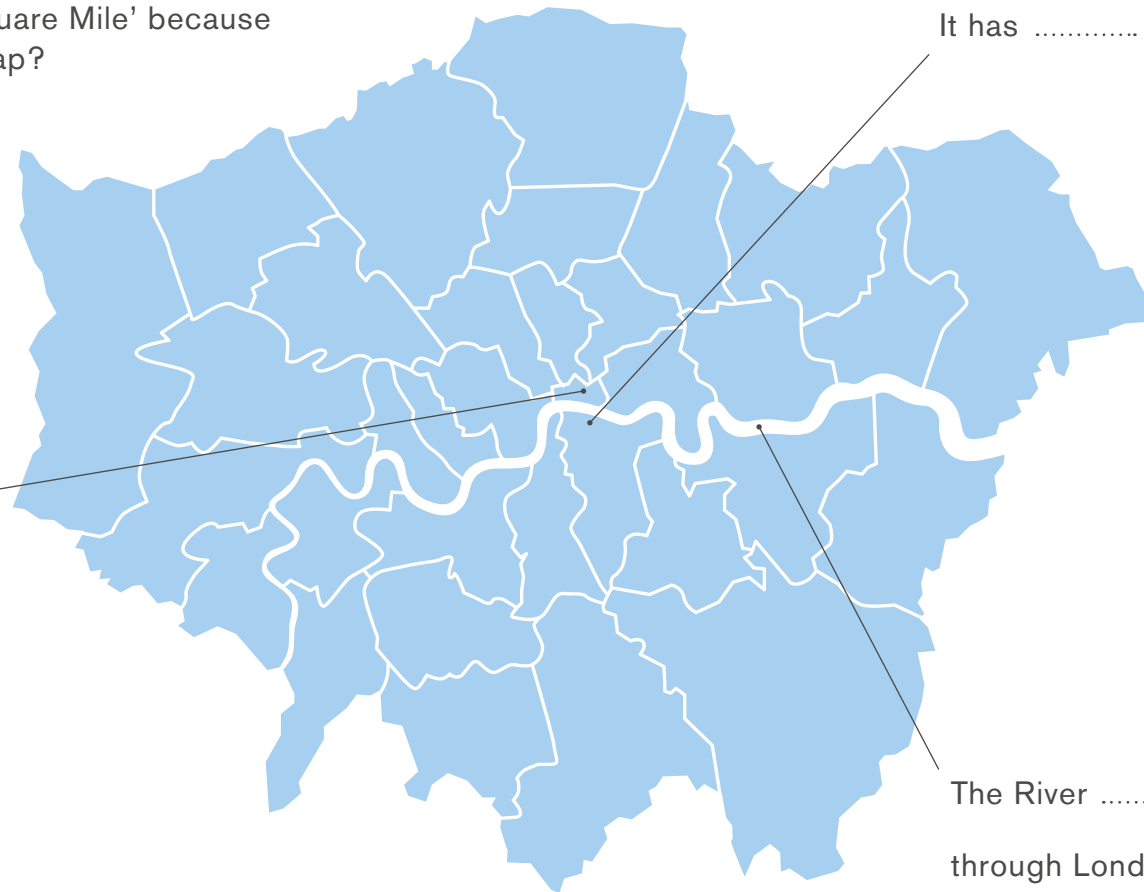 uare Mile’ because
ap?
It has .............
The River ......
through Lond